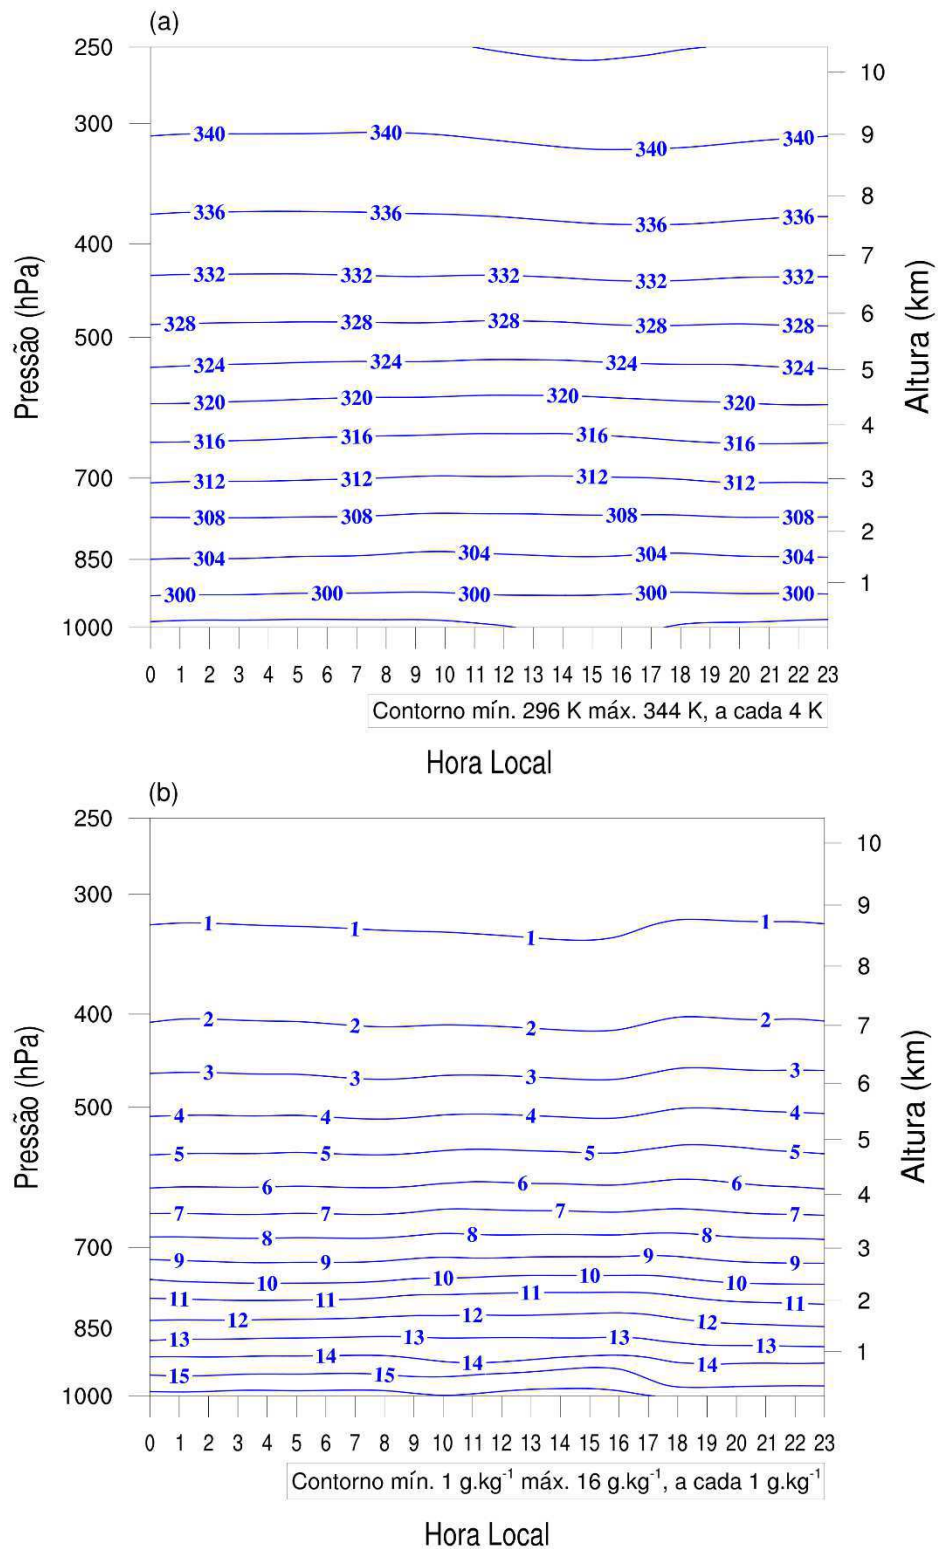 (a)
250
10
300
340 340 340 340 9
8
336 336 336 336
400
7
332 332 332 332 332
6
328 328 328 328 328
500
324 324 324 324 5
320 320 320 320
4
316 316 316 316
700 312 312 312 312 3
308 308 308 308
2
850 304 304 304 304
1
300 300 300 300 300
1000
0 1 2 3 4 5 6 7 8 9 10 11 12 13 14 15 16 17 18 19 20 21 22 23
Pressão (hPa)
Altura (km)
Contorno mín. 296 K máx. 344 K, a cada 4 K
Hora Local
(b)
250
10
300
9
1 1 1 1
8
400
2 2 2 2 7
3 3 3 3 6
500
4 4 4 4
5 5 5 5 5
6 6 6 4
7 7 7 7
8 8 8
700 3
9 9 9 9
10 10 10 10
11 11 11 11 2
12 12 12
850
13 13 13 13
14 14 14 1
15 15
1000
0 1 2 3 4 5 6 7 8 9 10 11 12 13 14 15 16 17 18 19 20 21 22 23
Pressão (hPa)
Altura (km)
Contorno mín. 1 g.kg⁻¹ máx. 16 g.kg⁻¹, a cada 1 g.kg⁻¹
Hora Local